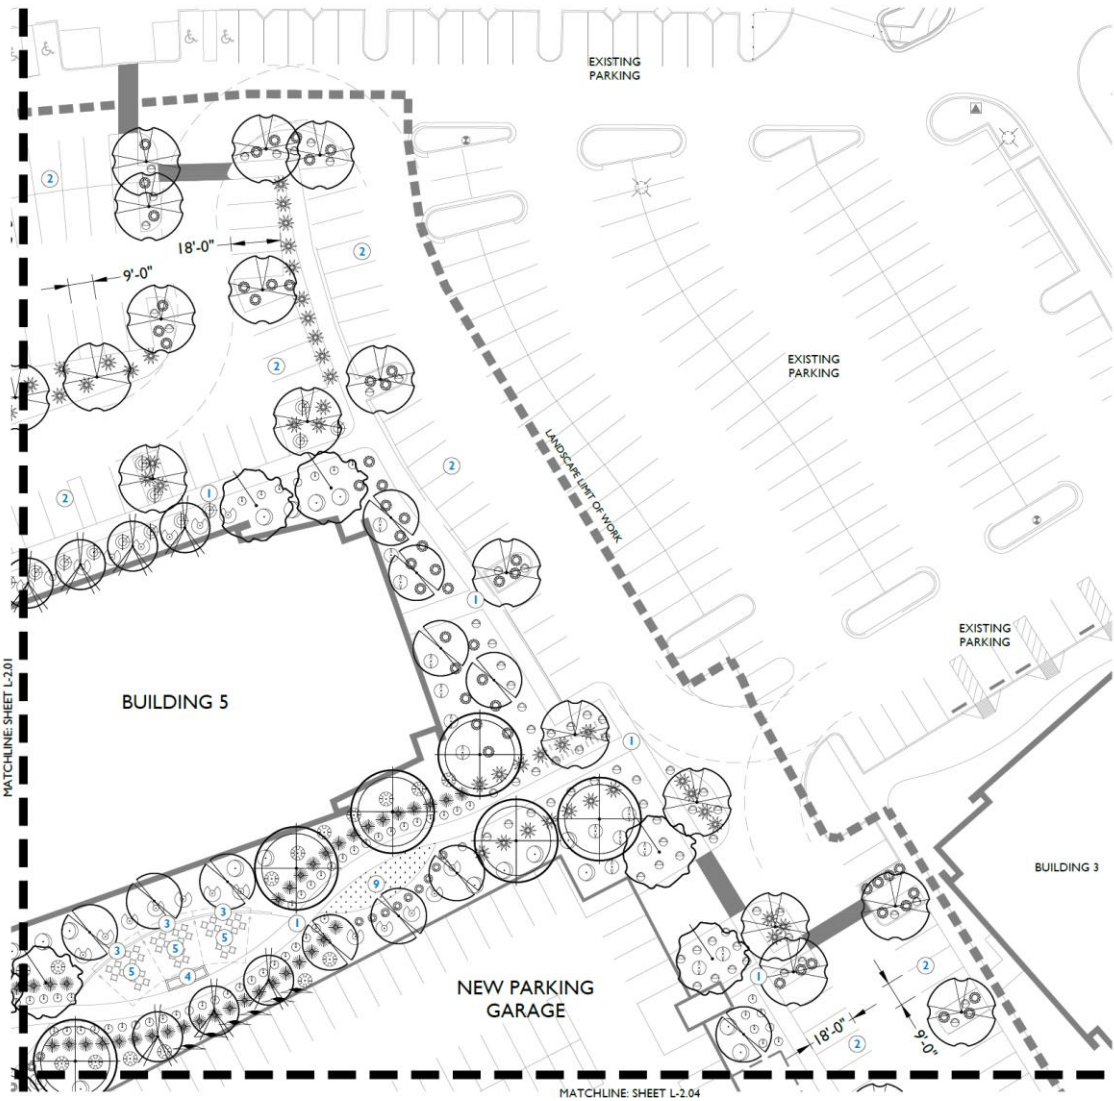 EXISTING
PARKING
2
18'-0"
2
9'-0"
EXISTING
PARKING
2
LANDSCAPE LIMIT OF WORK
2
2
1
1
EXISTING
PARKING
MATCHLINE: SHEET L-2.01
BUILDING 5
1
BUILDING 3
9
3
3
1
5
3
5
5
4
2
1
NEW PARKING
GARAGE
18'-0"
9'-0"
2
MATCHLINE: SHEET L-2.04